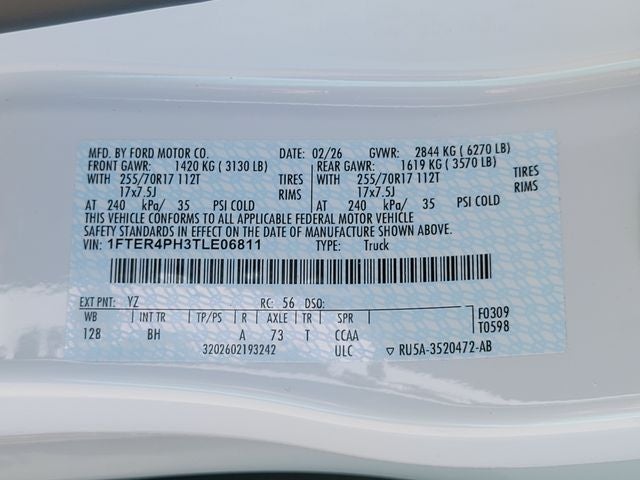 MFD. BY FORD MOTOR CO. DATE: 02/26 GVWR: 2844 KG ( 6270 LB)
FRONT GAWR: 1420 KG ( 3130 LB) REAR GAWR: 1619 KG ( 3570 LB)
WITH 255/70R17 112T TIRES WITH 255/70R17 112T TIRES
17x7.5J RIMS 17x7.5J RIMS
AT 240 kPa/ 35 PSI COLD AT 240 kPa/ 35 PSI COLD
THIS VEHICLE CONFORMS TO ALL APPLICABLE FEDERAL MOTOR VEHICLE
SAFETY STANDARDS IN EFFECT ON THE DATE OF MANUFACTURE SHOWN ABOVE.
VIN: 1FTER4PH3TLE06811 TYPE: Truck
EXT PNT: YZ RC: 56 DSO: F0309
WB INT TR TP/PS R AXLE TR SPR T0598
128 BH A 73 T CCAA
3202602193242 ULC ▽ RU5A-3520472-AB